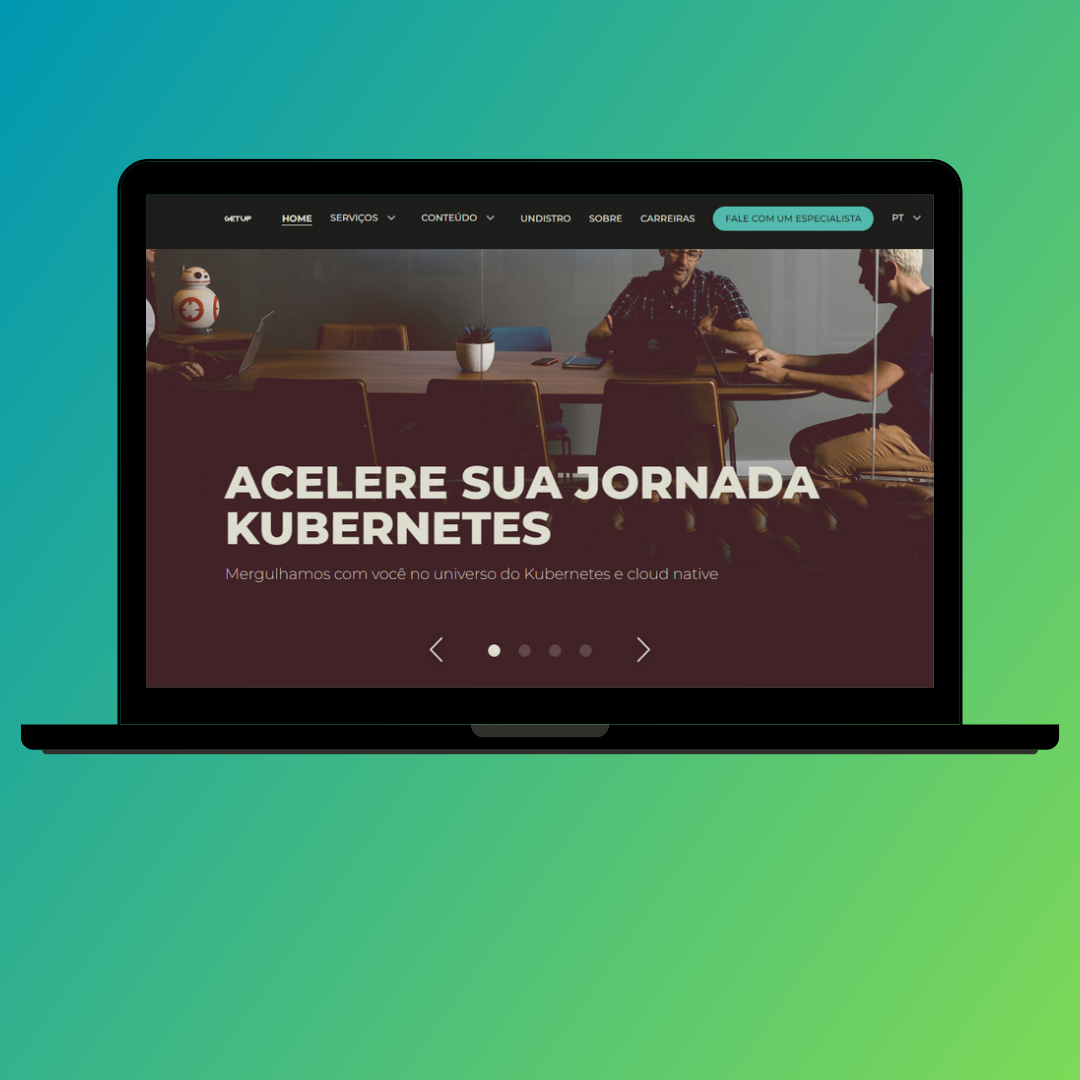 GETUP HOME SERVIÇOS CONTEÚDO UNDISTRO SOBRE CARREIRAS FALE COM UM ESPECIALISTA PT
ACELERE SUA JORNADA
KUBERNETES
Mergulhamos com você no universo do Kubernetes e cloud native